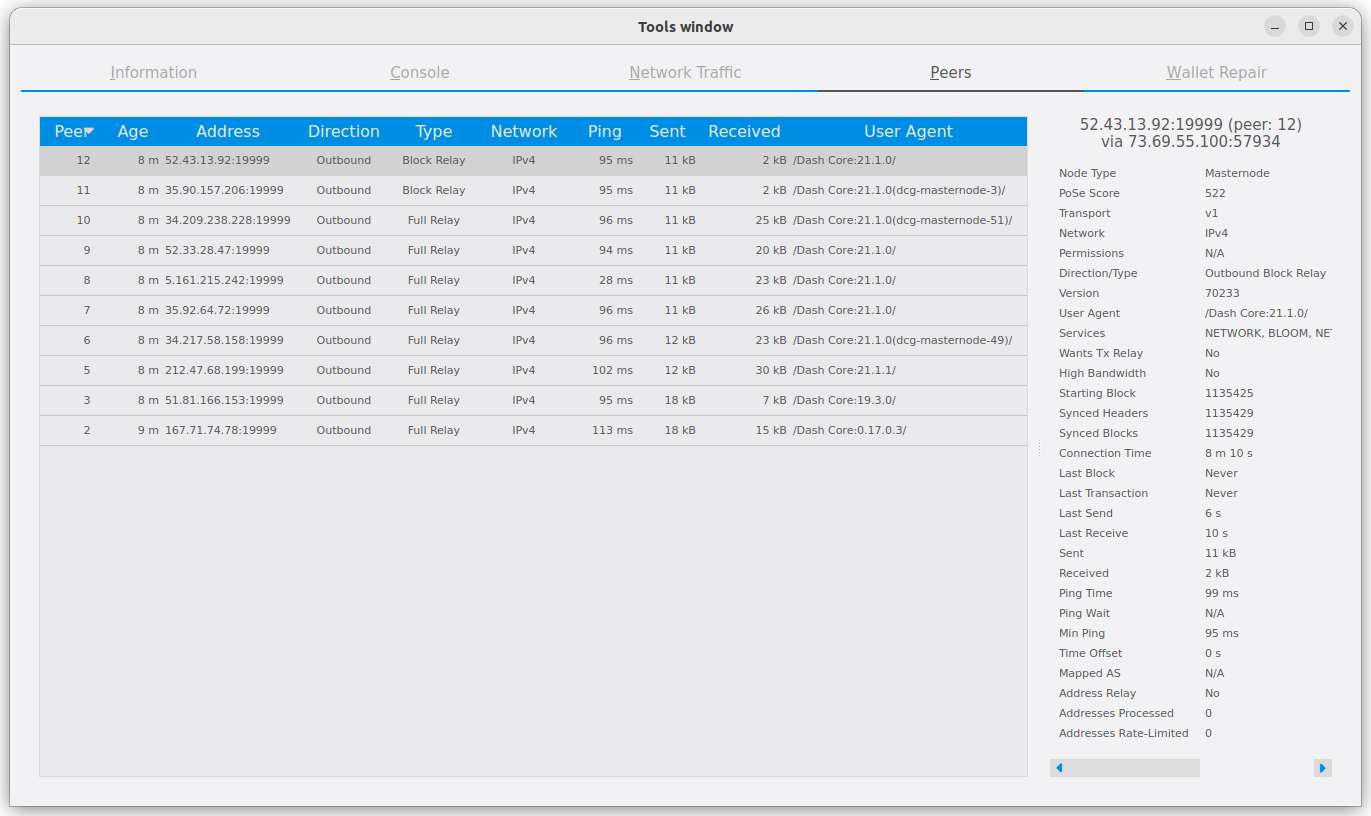 Tools window
Information Console Network Traffic Peers Wallet Repair
Peer Age Address Direction Type Network Ping Sent Received User Agent
12 8 m 52.43.13.92:19999 Outbound Block Relay IPv4 95 ms 11 kB 2 kB /Dash Core:21.1.0/
11 8 m 35.90.157.206:19999 Outbound Block Relay IPv4 95 ms 11 kB 2 kB /Dash Core:21.1.0(dcg-masternode-3)/
10 8 m 34.209.238.228:19999 Outbound Full Relay IPv4 96 ms 11 kB 25 kB /Dash Core:21.1.0(dcg-masternode-51)/
9 8 m 52.33.28.47:19999 Outbound Full Relay IPv4 94 ms 11 kB 20 kB /Dash Core:21.1.0/
8 8 m 5.161.215.242:19999 Outbound Full Relay IPv4 28 ms 11 kB 23 kB /Dash Core:21.1.0/
7 8 m 35.92.64.72:19999 Outbound Full Relay IPv4 96 ms 11 kB 26 kB /Dash Core:21.1.0/
6 8 m 34.217.58.158:19999 Outbound Full Relay IPv4 96 ms 12 kB 23 kB /Dash Core:21.1.0(dcg-masternode-49)/
5 8 m 212.47.68.199:19999 Outbound Full Relay IPv4 102 ms 12 kB 30 kB /Dash Core:21.1.1/
3 8 m 51.81.166.153:19999 Outbound Full Relay IPv4 95 ms 18 kB 7 kB /Dash Core:19.3.0/
2 9 m 167.71.74.78:19999 Outbound Full Relay IPv4 113 ms 18 kB 15 kB /Dash Core:0.17.0.3/
52.43.13.92:19999 (peer: 12)
via 73.69.55.100:57934
Node Type Masternode
PoSe Score 522
Transport v1
Network IPv4
Permissions N/A
Direction/Type Outbound Block Relay
Version 70233
User Agent /Dash Core:21.1.0/
Services NETWORK, BLOOM, NE
Wants Tx Relay No
High Bandwidth No
Starting Block 1135425
Synced Headers 1135429
Synced Blocks 1135429
Connection Time 8 m 10 s
Last Block Never
Last Transaction Never
Last Send 6 s
Last Receive 10 s
Sent 11 kB
Received 2 kB
Ping Time 99 ms
Ping Wait N/A
Min Ping 95 ms
Time Offset 0 s
Mapped AS N/A
Address Relay No
Addresses Processed 0
Addresses Rate-Limited 0